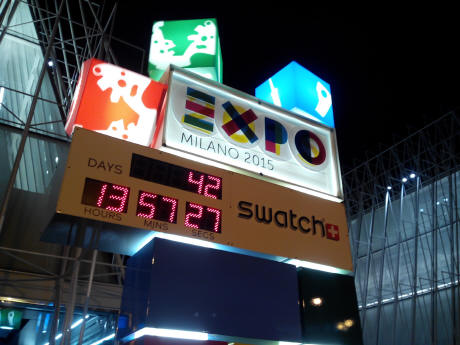 EXPO
MILANO 2015
DAYS 42
13 57 27
HOURS MINS SECS
swatch